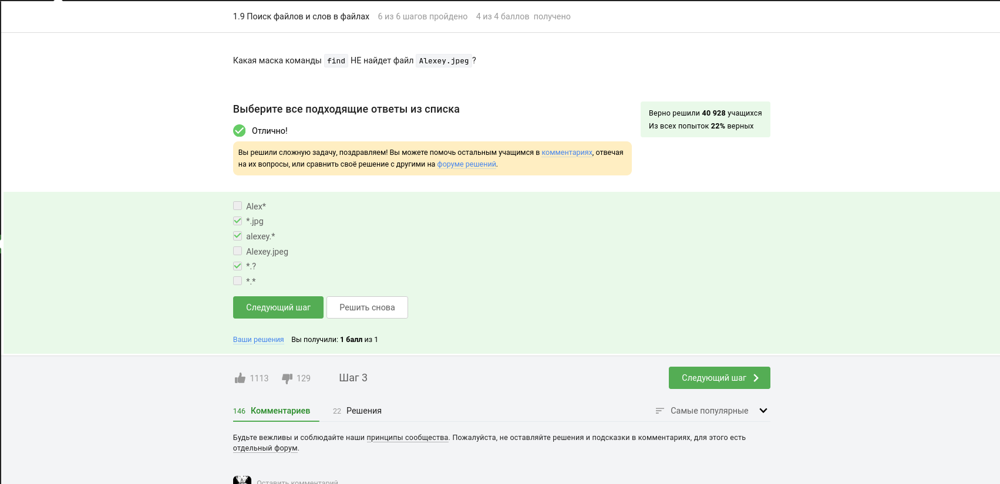 1.9 Поиск файлов и слов в файлах 6 из 6 шагов пройдено 4 из 4 баллов получено
Какая маска команды find НЕ найдет файл Alexey.jpeg?
Выберите все подходящие ответы из списка
Верно решили 40 928 учащихся
Из всех попыток 22% верных
Отлично!
Вы решили сложную задачу, поздравляем! Вы можете помочь остальным учащимся в комментариях, отвечая
на их вопросы, или сравнить своё решение с другими на форуме решений.
Alex*
*.jpg
alexey.*
Alexey.jpeg
*.?
*.*
Следующий шаг Решить снова
Ваши решения Вы получили: 1 балл из 1
1113 129 Шаг 3 Следующий шаг
146 Комментариев 22 Решения Самые популярные
Будьте вежливы и соблюдайте наши принципы сообщества. Пожалуйста, не оставляйте решения и подсказки в комментариях, для этого есть
отдельный форум.
Оставить комментарий